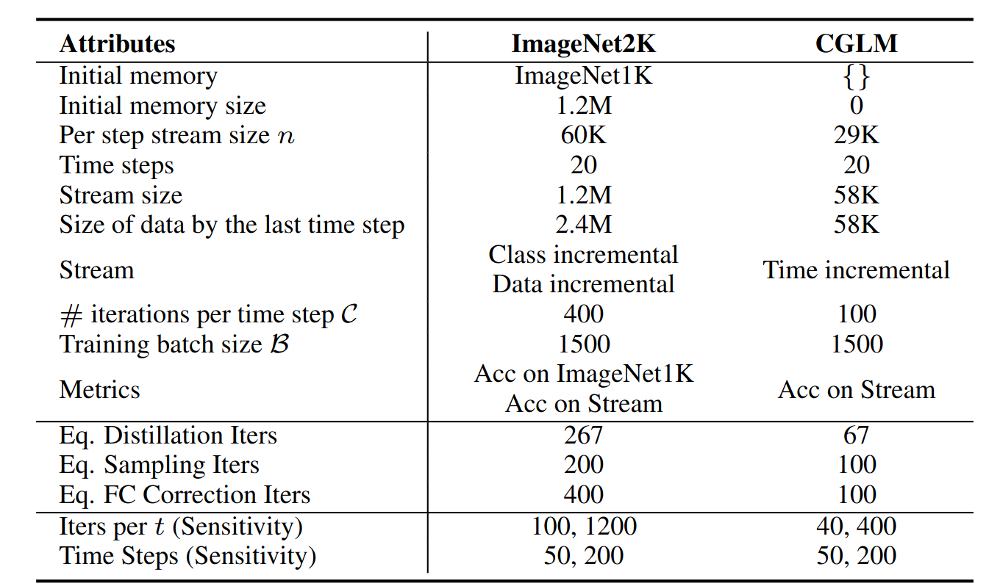 Attributes ImageNet2K CGLM
Initial memory ImageNet1K {}
Initial memory size 1.2M 0
Per step stream size n 60K 29K
Time steps 20 20
Stream size 1.2M 58K
Size of data by the last time step 2.4M 58K
Stream Class incremental Data incremental Time incremental
# iterations per time step C 400 100
Training batch size B 1500 1500
Metrics Acc on ImageNet1K Acc on Stream Acc on Stream
Eq. Distillation Iters 267 67
Eq. Sampling Iters 200 100
Eq. FC Correction Iters 400 100
Iters per t (Sensitivity) 100, 1200 40, 400
Time Steps (Sensitivity) 50, 200 50, 200